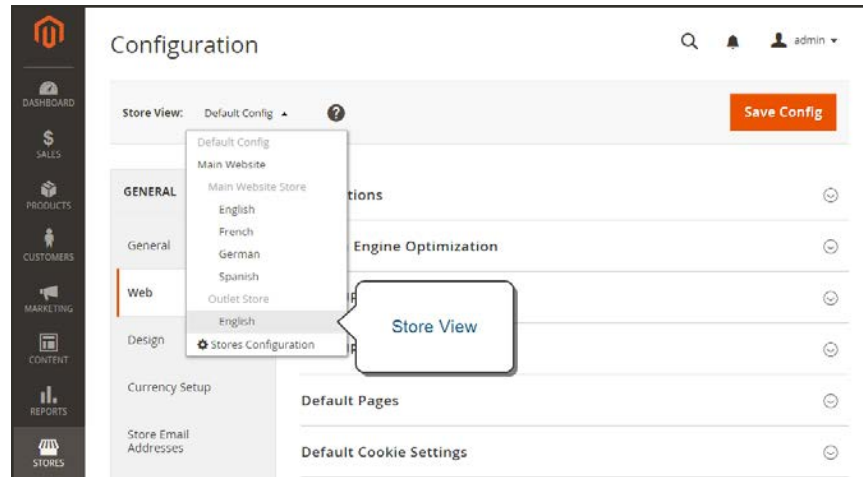 Configuration
admin
DASHBOARD
Store View: Default Config
Save Config
SALES
Default Config
Main Website
PRODUCTS
GENERAL
Main Website Store
tions
English
French
CUSTOMERS
General
German
Engine Optimization
Spanish
MARKETING
Web
Outlet Store
English
Store View
CONTENT
Design
Stores Configuration
REPORTS
Currency Setup
Default Pages
STORES
Store Email
Addresses
Default Cookie Settings